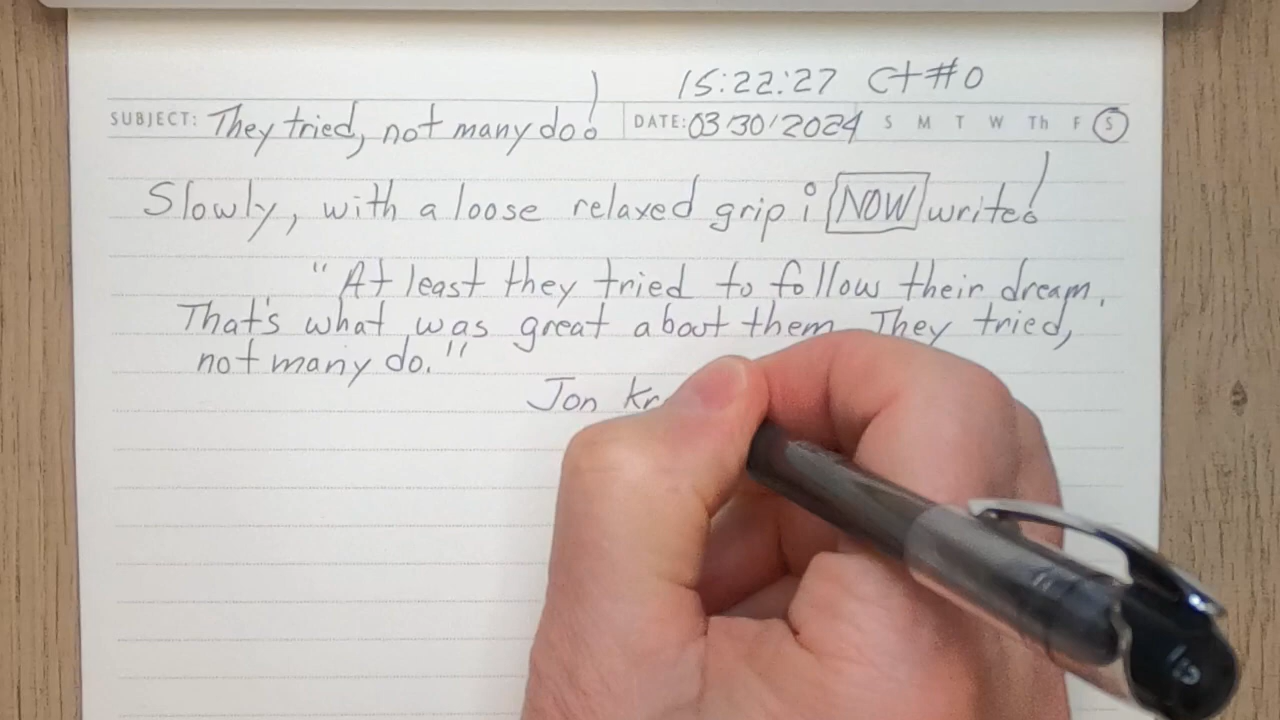 15:22:27 Ct#0
SUBJECT: They tried, not many do! DATE: 03/30/2024 S M T W Th F S
Slowly, with a loose relaxed grip ; NOW write!
"At least they tried to follow their dream.
That's what was great about them. They tried,
not many do."
Jon